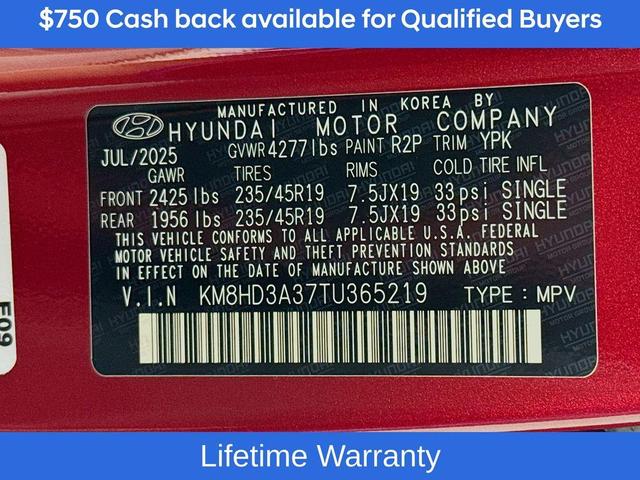 $750 Cash back available for Qualified Buyers
MANUFACTURED IN KOREA BY
HYUNDAI MOTOR COMPANY
JUL/2025 GVWR 4277lbs PAINT R2P TRIM YPK
GAWR TIRES RIMS COLD TIRE INFL
FRONT 2425 lbs 235/45R19 7.5JX19 33 psi SINGLE
REAR 1956 lbs 235/45R19 7.5JX19 33 psi SINGLE
THIS VEHICLE CONFORMS TO ALL APPLICABLE U.S.A. FEDERAL
MOTOR VEHICLE SAFETY AND THEFT PREVENTION STANDARDS
IN EFFECT ON THE DATE OF MANUFACTURE SHOWN ABOVE
V.I.N KM8HD3A37TU365219 TYPE : MPV
E09
Lifetime Warranty